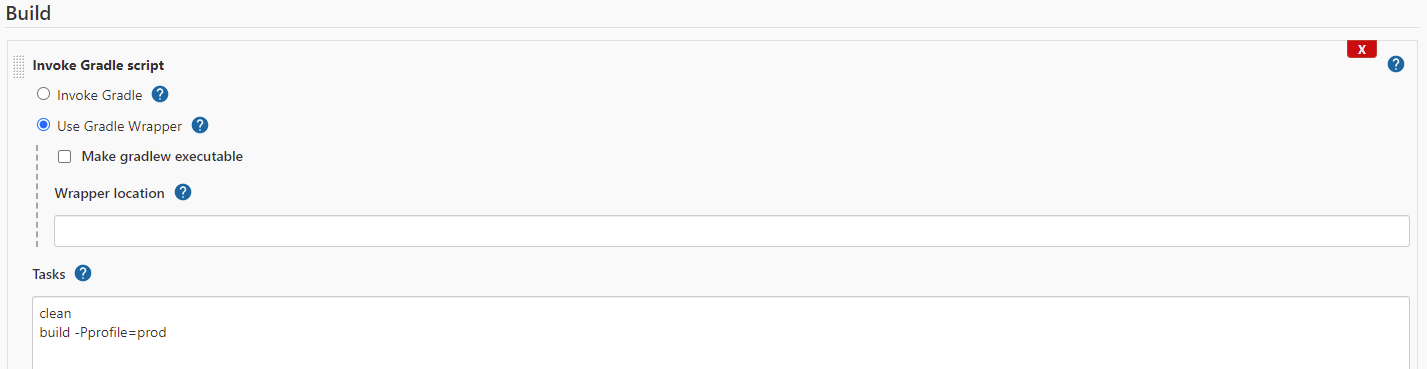 Build
X
Invoke Gradle script ?
Invoke Gradle ?
Use Gradle Wrapper ?
Make gradlew executable
Wrapper location ?
Tasks ?
clean
build -Pprofile=prod